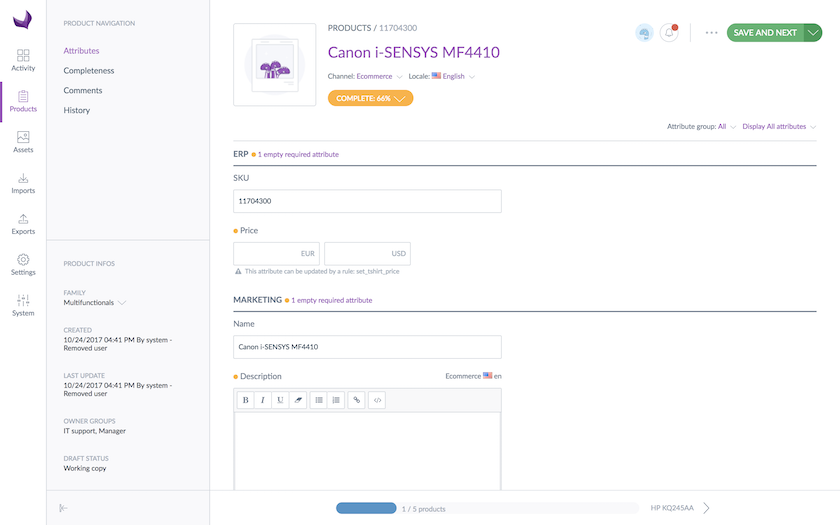 Activity
Products
Assets
Imports
Exports
Settings
System
PRODUCT NAVIGATION
Attributes
Completeness
Comments
History
PRODUCT INFOS
FAMILY
Multifunctionals
CREATED
10/24/2017 04:41 PM By system -
Removed user
LAST UPDATE
10/24/2017 04:41 PM By system -
Removed user
OWNER GROUPS
IT support, Manager
DRAFT STATUS
Working copy
PRODUCTS / 11704300
Canon i-SENSYS MF4410
Channel: Ecommerce Locale: English
COMPLETE: 66%
SAVE AND NEXT
Attribute group: All Display All attributes
ERP 1 empty required attribute
SKU
11704300
Price
EUR USD
This attribute can be updated by a rule: set_tshirt_price
MARKETING 1 empty required attribute
Name
Canon i-SENSYS MF4410
Description Ecommerce en
B I U </>
1 / 5 products HP KQ245AA